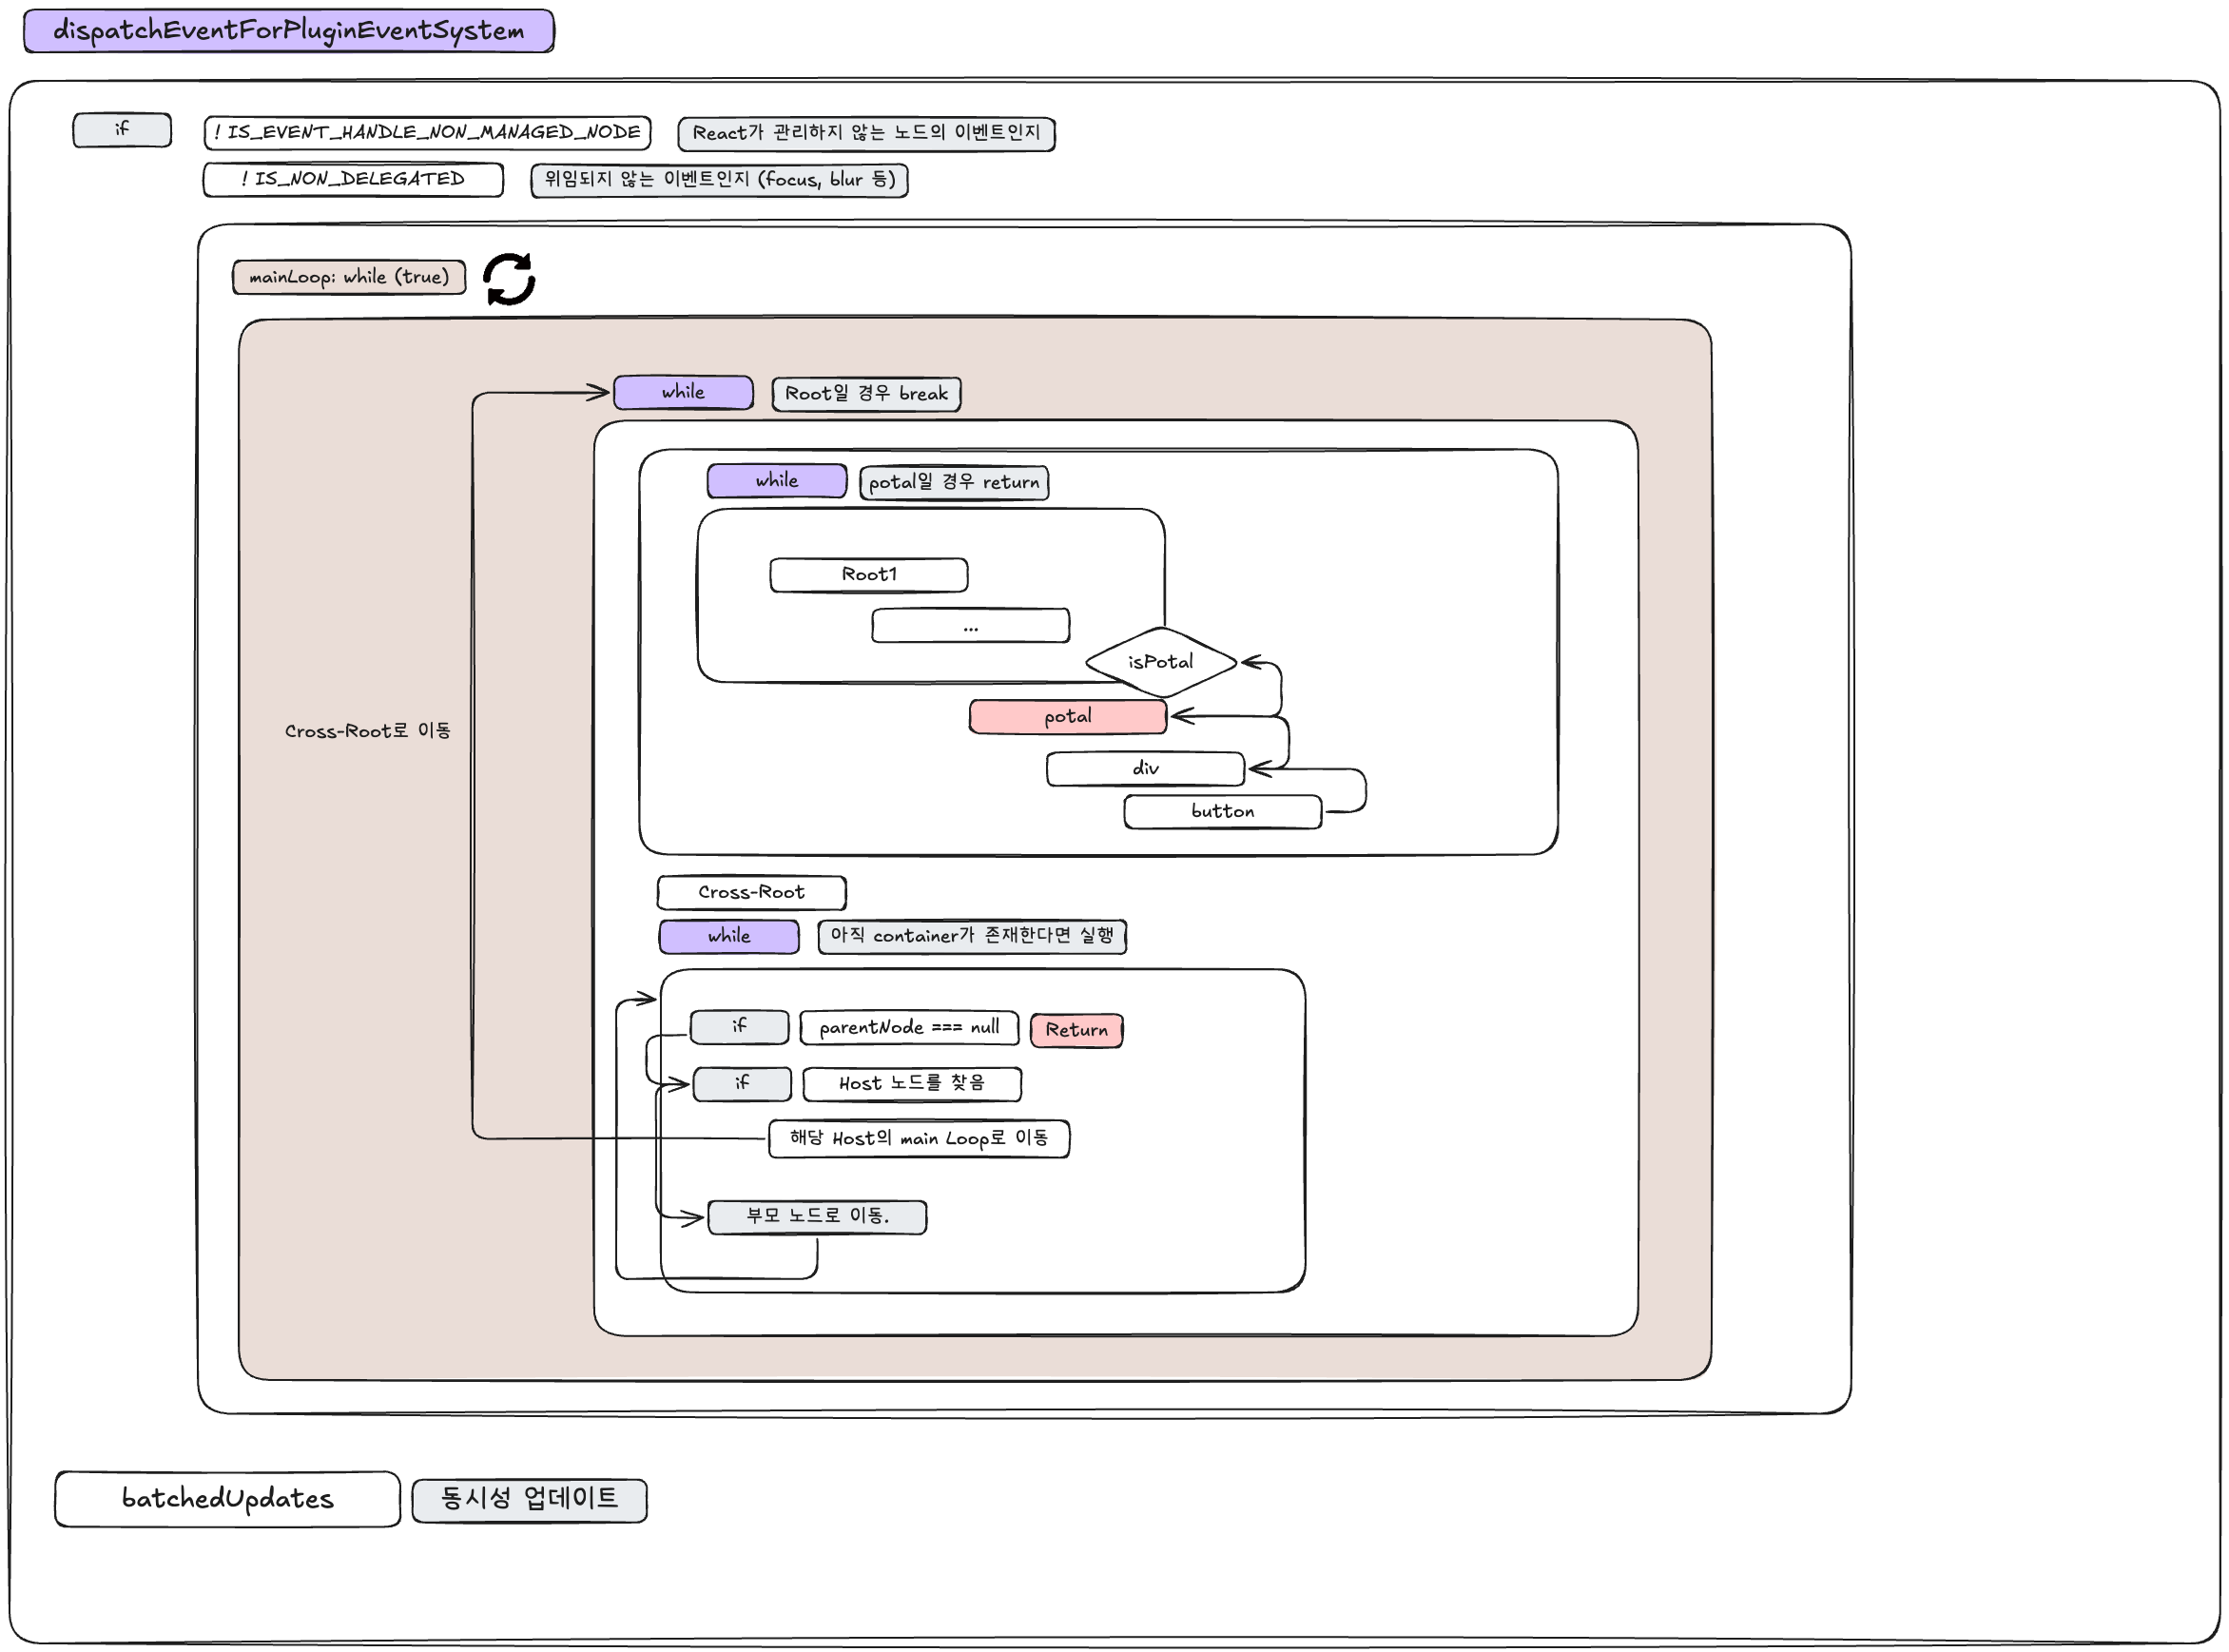 dispatchEventForPluginEventSystem
if
! IS_EVENT_HANDLE_NON_MANAGED_NODE
React가 관리하지 않는 노드의 이벤트인지
! IS_NON_DELEGATED
위임되지 않는 이벤트인지 (focus, blur 등)
mainLoop: while (true)
while
Root일 경우 break
while
potal일 경우 return
Root1
...
isPotal
potal
Cross-Root로 이동
div
button
Cross-Root
while
아직 container가 존재한다면 실행
if
parentNode === null
Return
if
Host 노드를 찾음
해당 Host의 main Loop로 이동
부모 노드로 이동.
batchedUpdates
동시성 업데이트